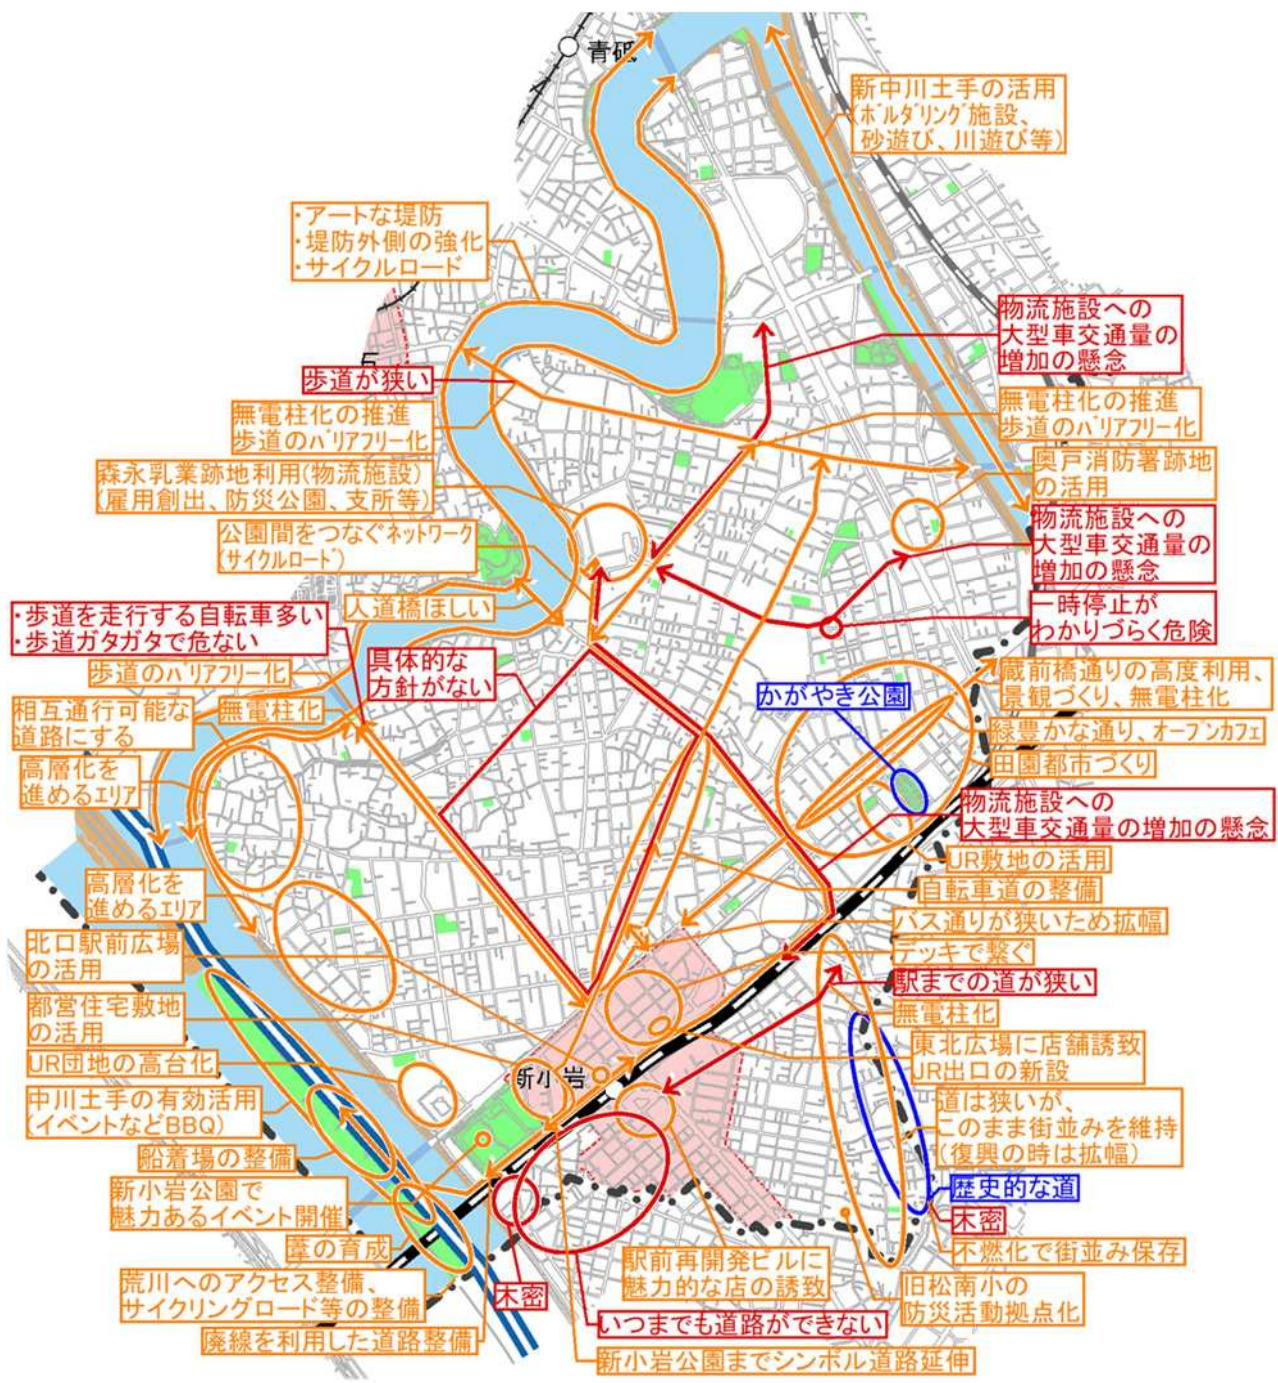 青砥
新中川土手の活用
(ボルダリング施設、
砂遊び、川遊び等)
・アートな堤防
・堤防外側の強化
・サイクルロード
物流施設への
大型車交通量の
増加の懸念
歩道が狭い
無電柱化の推進
歩道のバリアフリー化
無電柱化の推進
歩道のバリアフリー化
森永乳業跡地利用(物流施設)
(雇用創出、防災公園、支所等)
奥戸消防署跡地
の活用
公園間をつなぐネットワーク
(サイクルロード)
物流施設への
大型車交通量の
増加の懸念
人道橋ほしい
一時停止が
わかりづらく危険
・歩道を走行する自転車多い
・歩道ガタガタで危ない
具体的な
方針がない
歩道のバリアフリー化
蔵前橋通りの高度利用、
景観づくり、無電柱化
かがやき公園
無電柱化
相互通行可能な
道路にする
緑豊かな通り、オープンカフェ
田園都市づくり
高層化を
進めるエリア
物流施設への
大型車交通量の増加の懸念
UR敷地の活用
自転車道の整備
高層化を
進めるエリア
バス通りが狭いため拡幅
北口駅前広場
の活用
デッキで繋ぐ
駅までの道が狭い
都営住宅敷地
の活用
無電柱化
東北広場に店舗誘致
JR出口の新設
UR団地の高台化
新小岩
中川土手の有効活用
(イベントなどBBQ)
道は狭いが、
このまま街並みを維持
(復興の時は拡幅)
船着場の整備
歴史的な道
新小岩公園で
魅力あるイベント開催
木密
葦の育成
不燃化で街並み保存
駅前再開発ビルに
魅力的な店の誘致
荒川へのアクセス整備、
サイクリングロード等の整備
木密
旧松南小の
防災活動拠点化
いつまでも道路ができない
廃線を利用した道路整備
新小岩公園までシンボル道路延伸